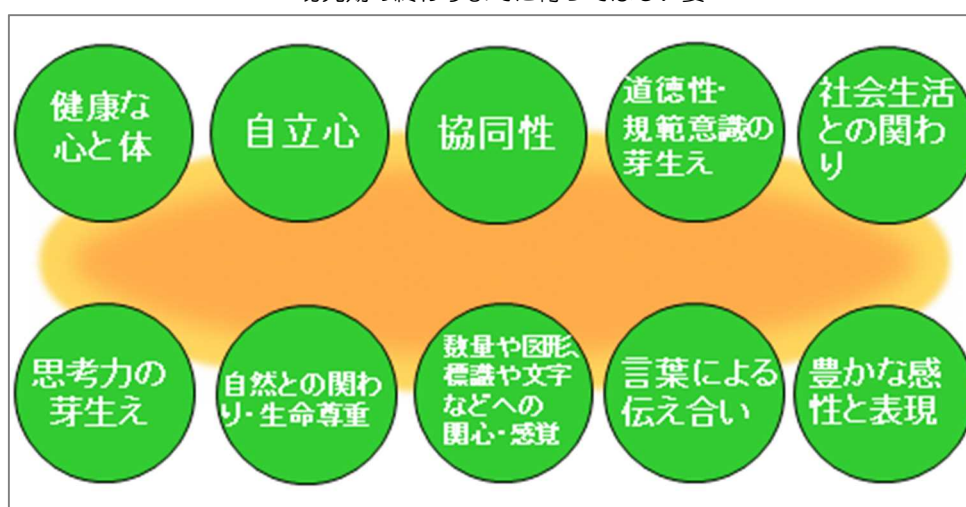 健康な
心と体
自立心
協同性
道徳性・
規範意識の
芽生え
社会生活
との関わ
り
思考力の
芽生え
自然との関わ
り・生命尊重
数量や図形、
標識や文字
などへの
関心・感覚
言葉による
伝え合い
豊かな感
性と表現